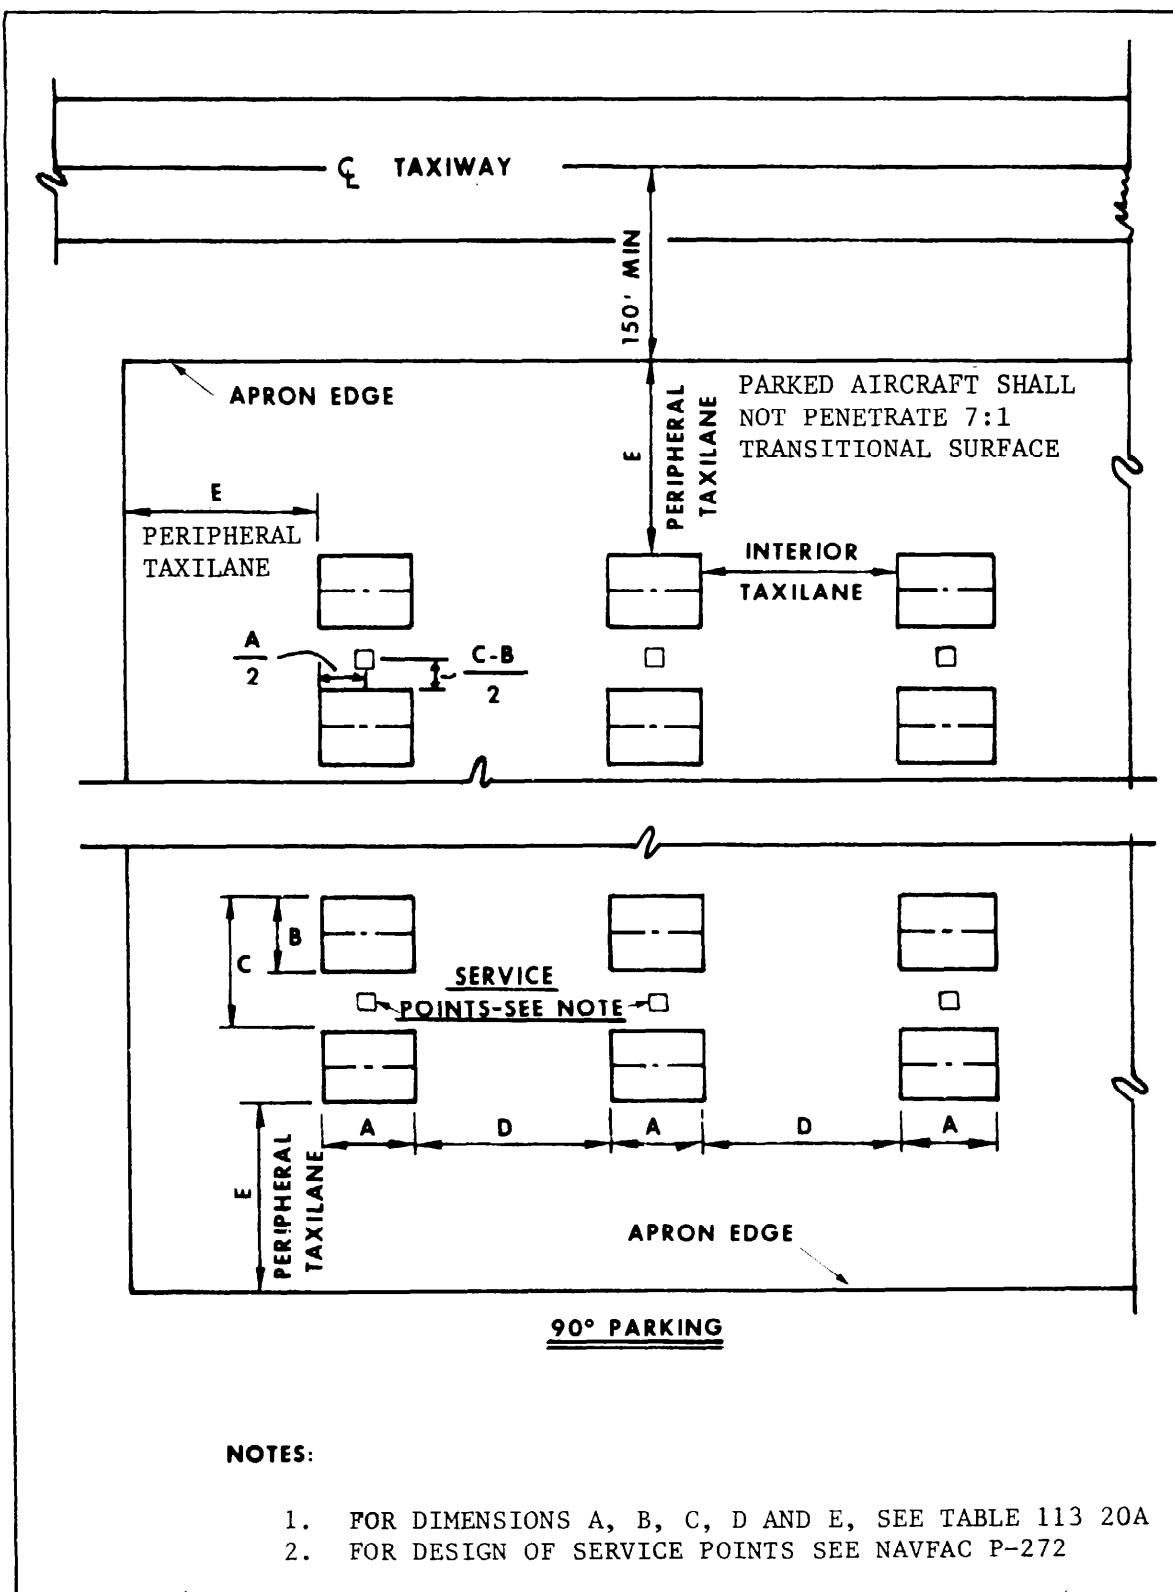 ℄ TAXIWAY
150' MIN
APRON EDGE
E
PERIPHERAL
TAXILANE
PARKED AIRCRAFT SHALL
NOT PENETRATE 7:1
TRANSITIONAL SURFACE
E
PERIPHERAL
TAXILANE
INTERIOR
TAXILANE
A
2
C-B
2
C
B
SERVICE
POINTS-SEE NOTE
A
D
A
D
A
E
PERIPHERAL
TAXILANE
APRON EDGE
90° PARKING
NOTES:
1. FOR DIMENSIONS A, B, C, D AND E, SEE TABLE 113 20A
2. FOR DESIGN OF SERVICE POINTS SEE NAVFAC P-272